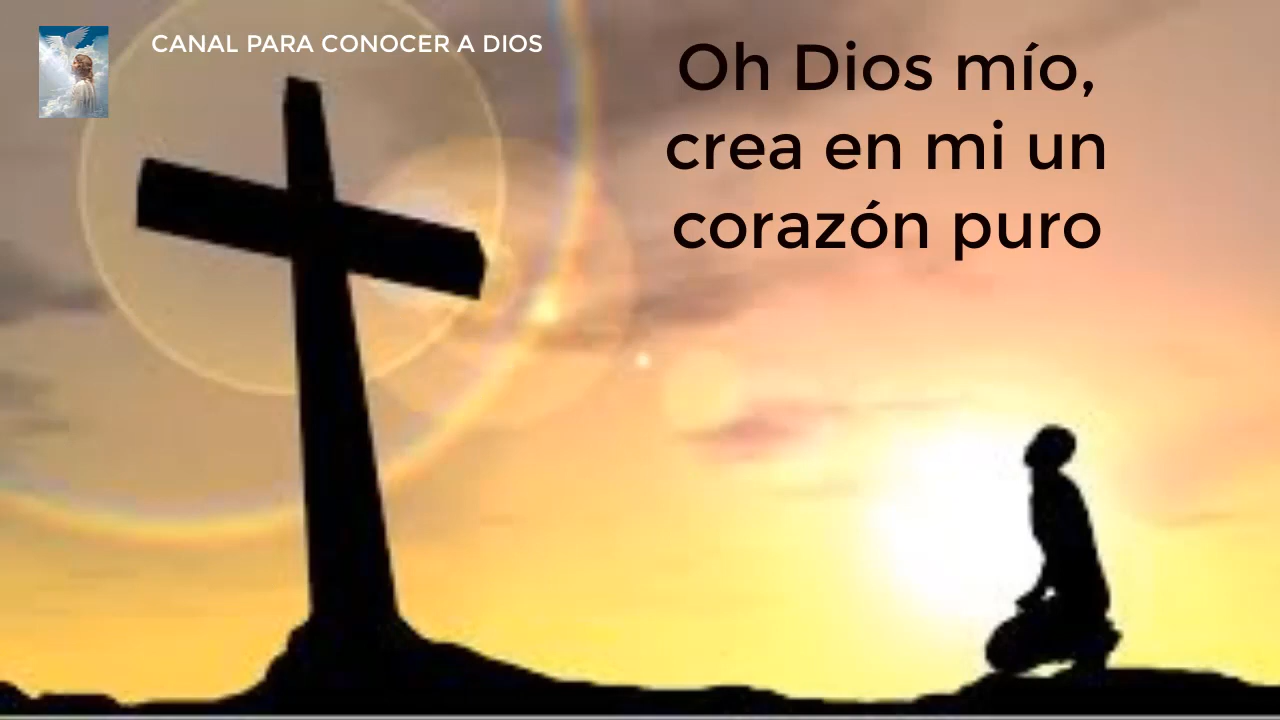 CANAL PARA CONOCER A DIOS
Oh Dios mío,
crea en mi un
corazón puro